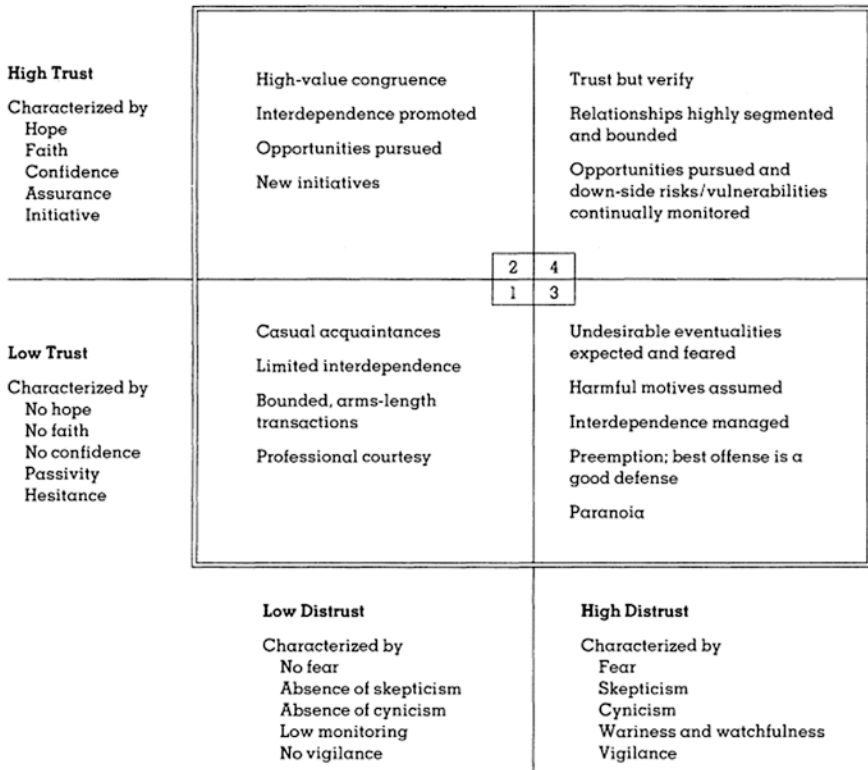 High Trust
Characterized by
Hope
Faith
Confidence
Assurance
Initiative
High-value congruence
Interdependence promoted
Opportunities pursued
New initiatives
Trust but verify
Relationships highly segmented
and bounded
Opportunities pursued and
down-side risks/vulnerabilities
continually monitored
2 4
1 3
Low Trust
Characterized by
No hope
No faith
No confidence
Passivity
Hesitance
Casual acquaintances
Limited interdependence
Bounded, arms-length
transactions
Professional courtesy
Undesirable eventualities
expected and feared
Harmful motives assumed
Interdependence managed
Preemption; best offense is a
good defense
Paranoia
Low Distrust
Characterized by
No fear
Absence of skepticism
Absence of cynicism
Low monitoring
No vigilance
High Distrust
Characterized by
Fear
Skepticism
Cynicism
Wariness and watchfulness
Vigilance